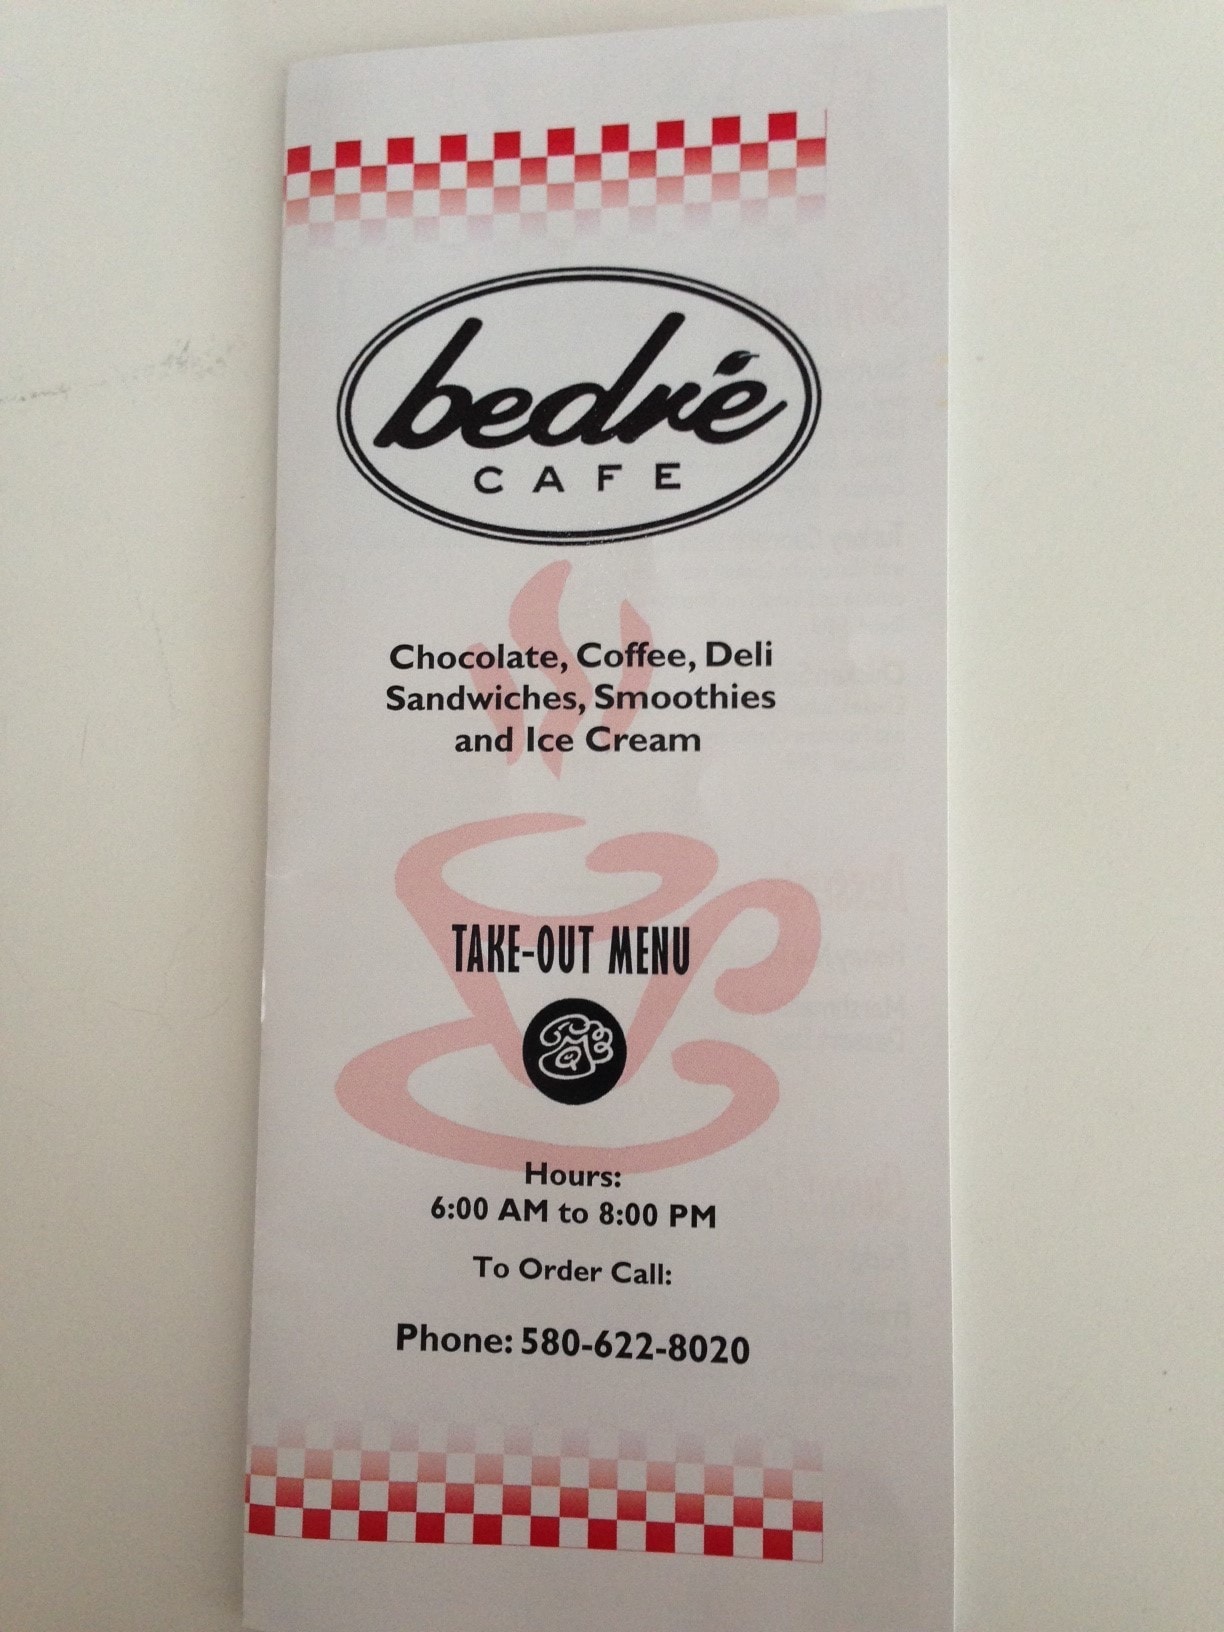 bedré
CAFE
Chocolate, Coffee, Deli
Sandwiches, Smoothies
and Ice Cream
TAKE-OUT MENU
Hours:
6:00 AM to 8:00 PM
To Order Call:
Phone: 580-622-8020